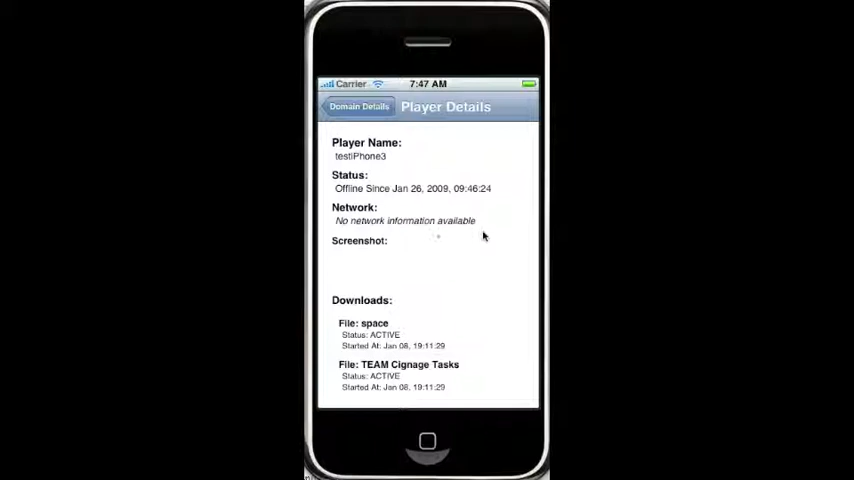 Carrier 7:47 AM
Domain Details Player Details
Player Name:
testiPhone3
Status:
Offline Since Jan 26, 2009, 09:46:24
Network:
No network information available
Screenshot:
Downloads:
File: space
Status: ACTIVE
Started At: Jan 08, 19:11:29
File: TEAM Cignage Tasks
Status: ACTIVE
Started At: Jan 08, 19:11:29